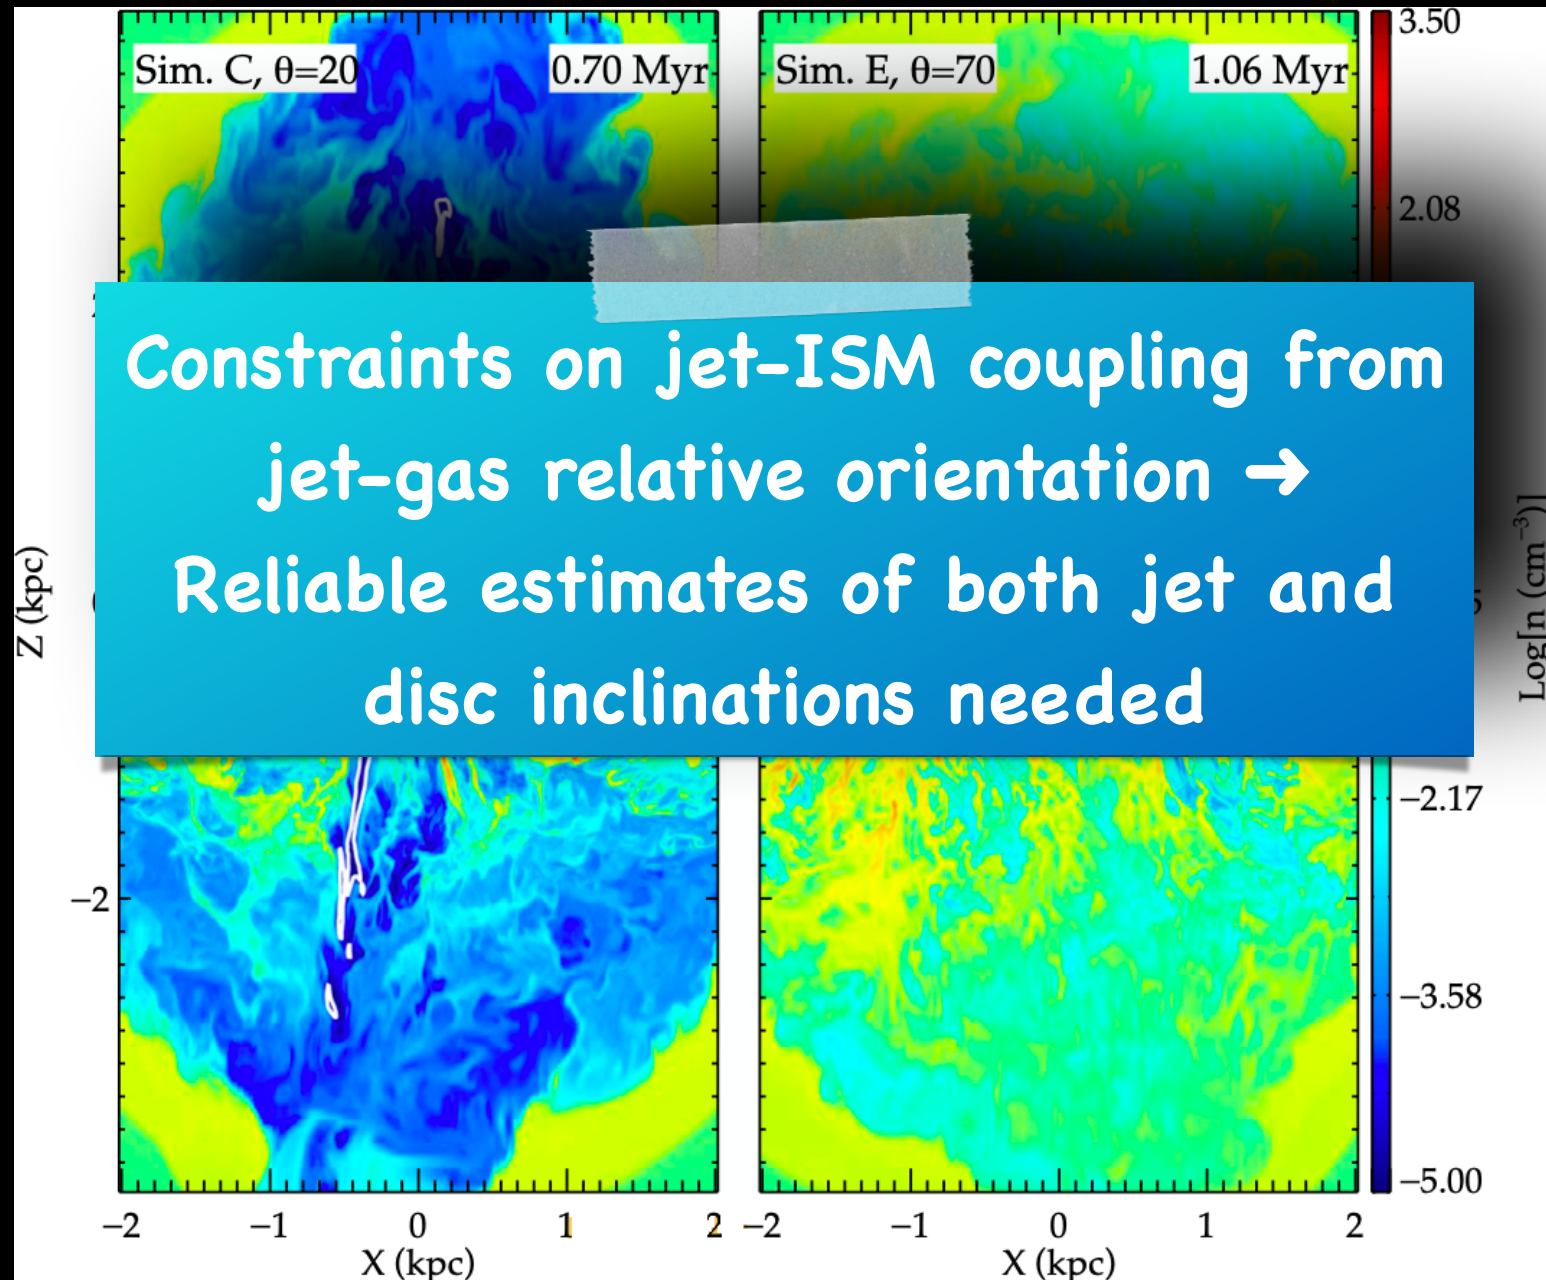 Sim. C, θ=20
0.70 Myr
Sim. E, θ=70
1.06 Myr
3.50
2.08
Constraints on jet-ISM coupling from
jet-gas relative orientation ➜
Reliable estimates of both jet and
disc inclinations needed
Z (kpc)
Log[n (cm⁻³)]
−2
−2.17
−3.58
−5.00
−2 −1 0 1 2
−2 −1 0 1 2
X (kpc)
X (kpc)